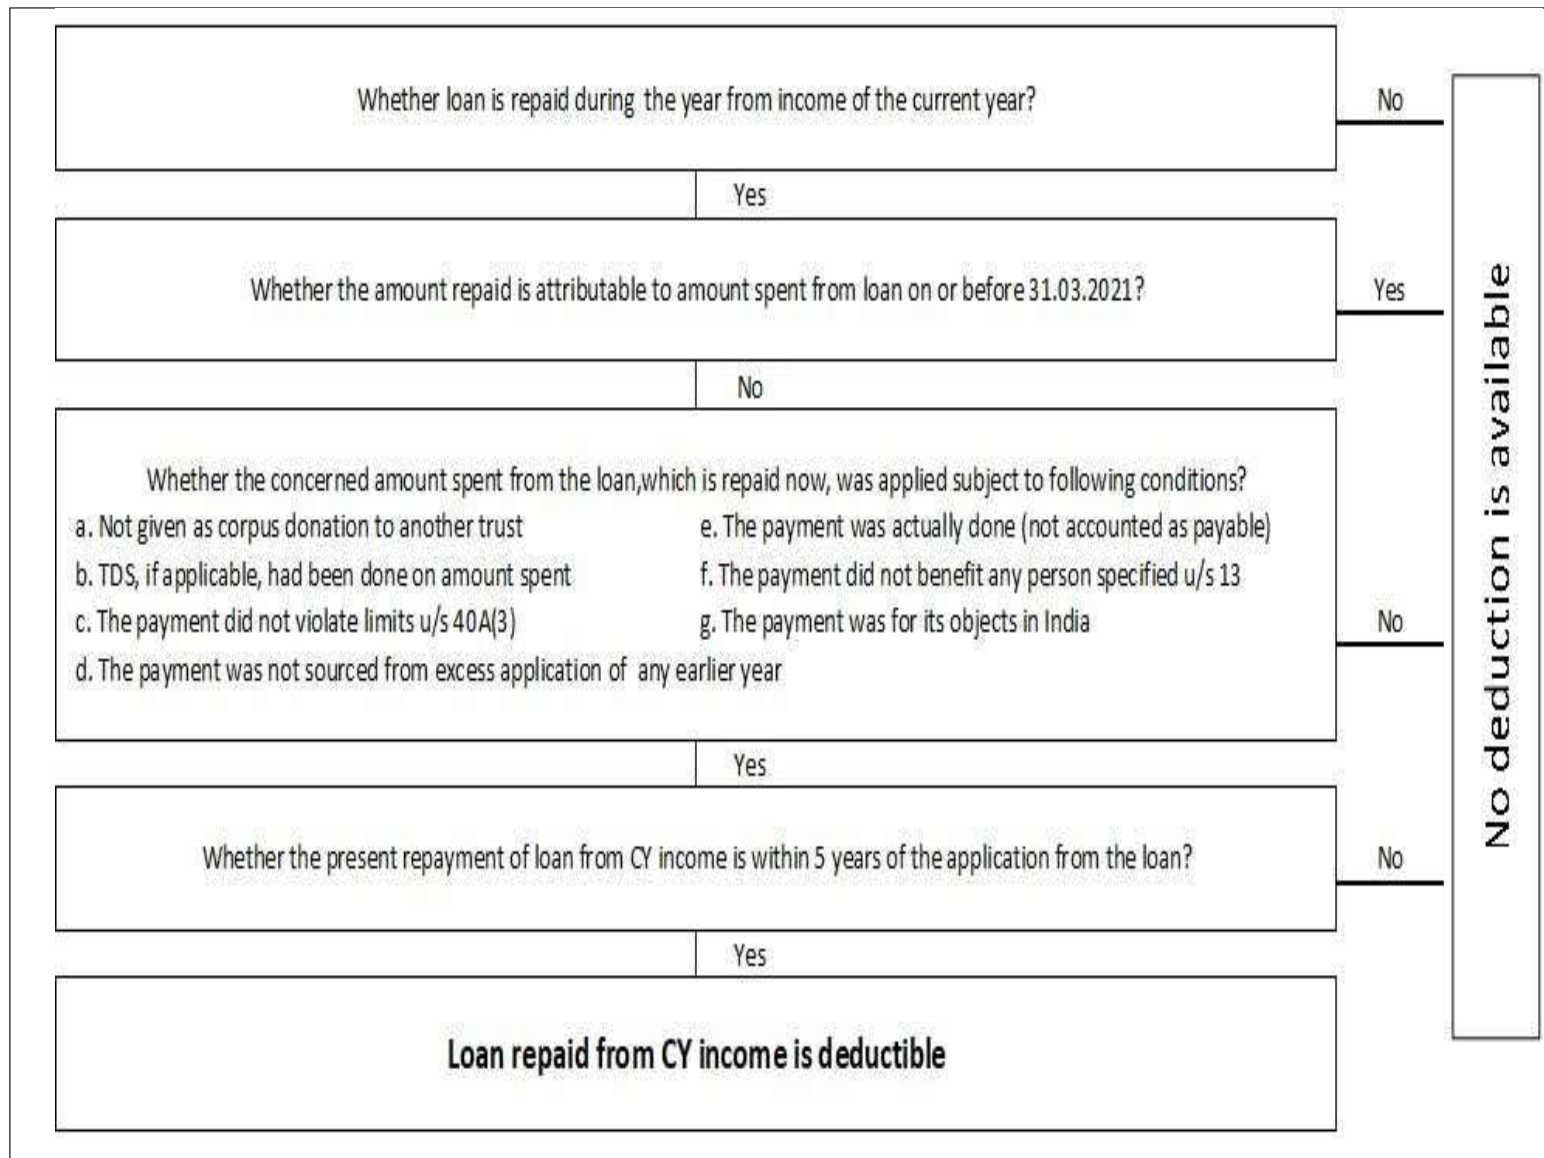 Whether loan is repaid during the year from income of the current year?
No
Yes
Whether the amount repaid is attributable to amount spent from loan on or before 31.03.2021?
Yes
No
Whether the concerned amount spent from the loan,which is repaid now, was applied subject to following conditions?
a. Not given as corpus donation to another trust
e. The payment was actually done (not accounted as payable)
b. TDS, if applicable, had been done on amount spent
f. The payment did not benefit any person specified u/s 13
c. The payment did not violate limits u/s 40A(3)
g. The payment was for its objects in India
d. The payment was not sourced from excess application of any earlier year
No
Yes
Whether the present repayment of loan from CY income is within 5 years of the application from the loan?
No
Yes
Loan repaid from CY income is deductible
No deduction is available